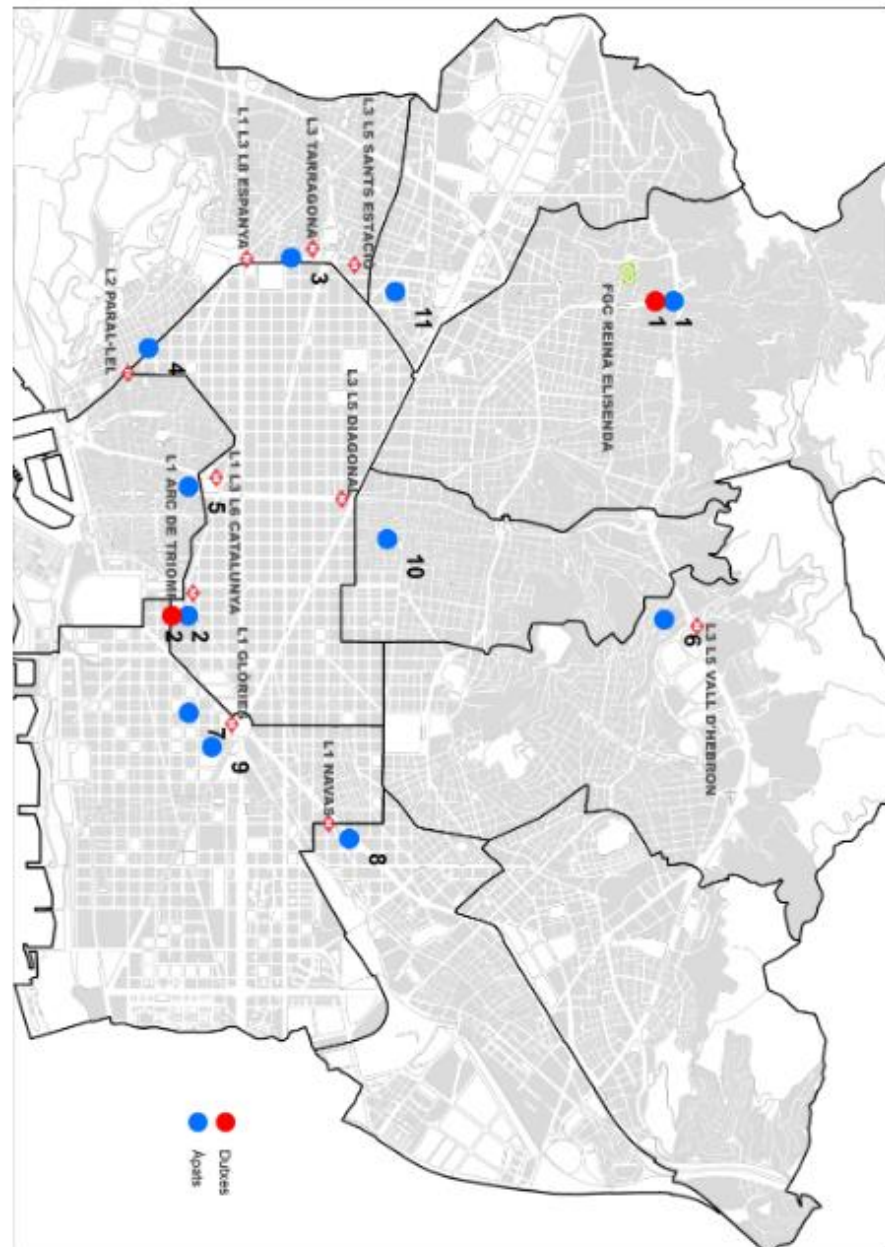 L3 L5 SANTS ESTACIÓ
L3 TARRAGONA
L1 L3 L8 ESPANYA
3
11
FGC REINA ELISENDA
1
1
L2 PARAL·LEL
4
L3 L5 DIAGONAL
L1 L3 L6 CATALUNYA
5
L1 ARC DE TRIOMF
10
2
2
L1 GLÒRIES
6
L3 L5 VALL D'HEBRON
7
9
L1 NAVAS
8
Dutxes
Àpats